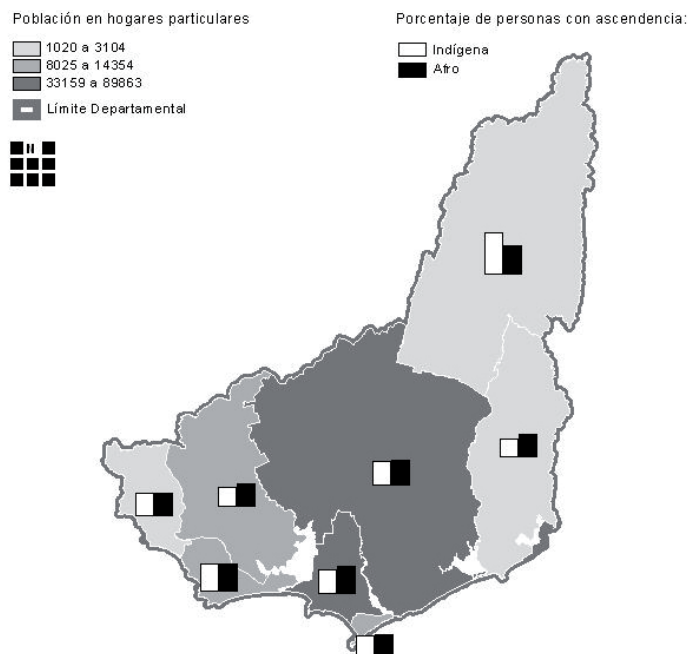 Población en hogares particulares
1020 a 3104
8025 a 14354
33159 a 89863
Límite Departamental
N
Porcentaje de personas con ascendencia:
Indígena
Afro